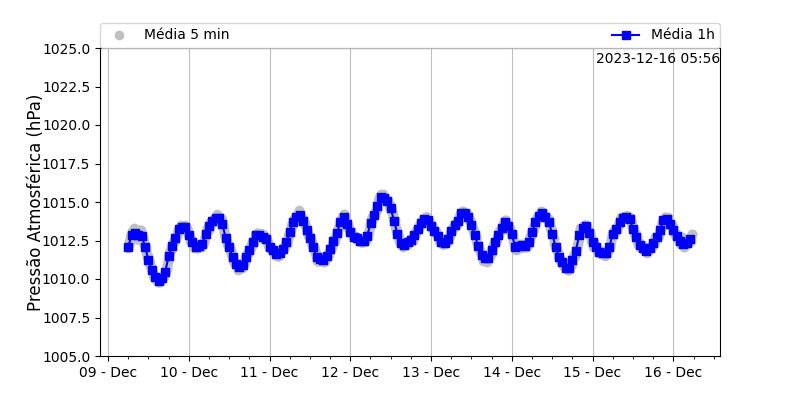 Média 5 min
Média 1h
2023-12-16 05:56
Pressão Atmosférica (hPa)
1025.0
1022.5
1020.0
1017.5
1015.0
1012.5
1010.0
1007.5
1005.0
09 - Dec
10 - Dec
11 - Dec
12 - Dec
13 - Dec
14 - Dec
15 - Dec
16 - Dec